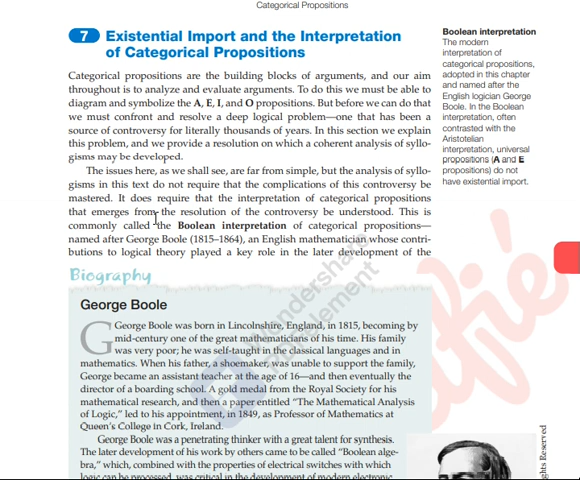 Categorical Propositions
7 Existential Import and the Interpretation
of Categorical Propositions
Categorical propositions are the building blocks of arguments, and our aim
throughout is to analyze and evaluate arguments. To do this we must be able to
diagram and symbolize the A, E, I, and O propositions. But before we can do that
we must confront and resolve a deep logical problem—one that has been a
source of controversy for literally thousands of years. In this section we explain
this problem, and we provide a resolution on which a coherent analysis of syllo-
gisms may be developed.
The issues here, as we shall see, are far from simple, but the analysis of syllo-
gisms in this text do not require that the complications of this controversy be
mastered. It does require that the interpretation of categorical propositions
that emerges from the resolution of the controversy be understood. This is
commonly called the Boolean interpretation of categorical propositions—
named after George Boole (1815–1864), an English mathematician whose contri-
butions to logical theory played a key role in the later development of the
Boolean interpretation
The modern
interpretation of
categorical propositions,
adopted in this chapter
and named after the
English logician George
Boole. In the Boolean
interpretation, often
contrasted with the
Aristotelian
interpretation, universal
propositions (A and E
propositions) do not
have existential import.
Biography
George Boole
George Boole was born in Lincolnshire, England, in 1815, becoming by
mid-century one of the great mathematicians of his time. His family
was very poor; he was self-taught in the classical languages and in
mathematics. When his father, a shoemaker, was unable to support the family,
George became an assistant teacher at the age of 16—and then eventually the
director of a boarding school. A gold medal from the Royal Society for his
mathematical research, and then a paper entitled “The Mathematical Analysis
of Logic,” led to his appointment, in 1849, as Professor of Mathematics at
Queen’s College in Cork, Ireland.
George Boole was a penetrating thinker with a great talent for synthesis.
The later development of his work by others came to be called “Boolean alge-
bra,” which, combined with the properties of electrical switches with which
logic can be processed, was critical in the development of modern electronic
Wondershare
PDFelement
ghts Reserved